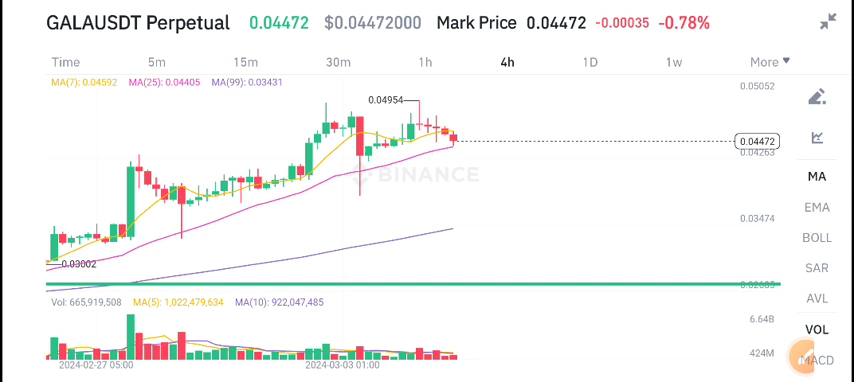 GALAUSDT Perpetual 0.04472 $0.04472000 Mark Price 0.04472 -0.00035 -0.78%
Time 5m 15m 30m 1h 4h 1D 1w More
MA(7): 0.04592 MA(25): 0.04405 MA(99): 0.03431
0.05052
0.04954
0.04472
0.04263
BINANCE
MA
EMA
0.03474
BOLL
0.03002
SAR
Vol: 665,919,508 MA(5): 1,022,479,634 MA(10): 922,047,485
AVL
6.64B
VOL
424M
MACD
2024-02-27 05:00 2024-03-03 01:00